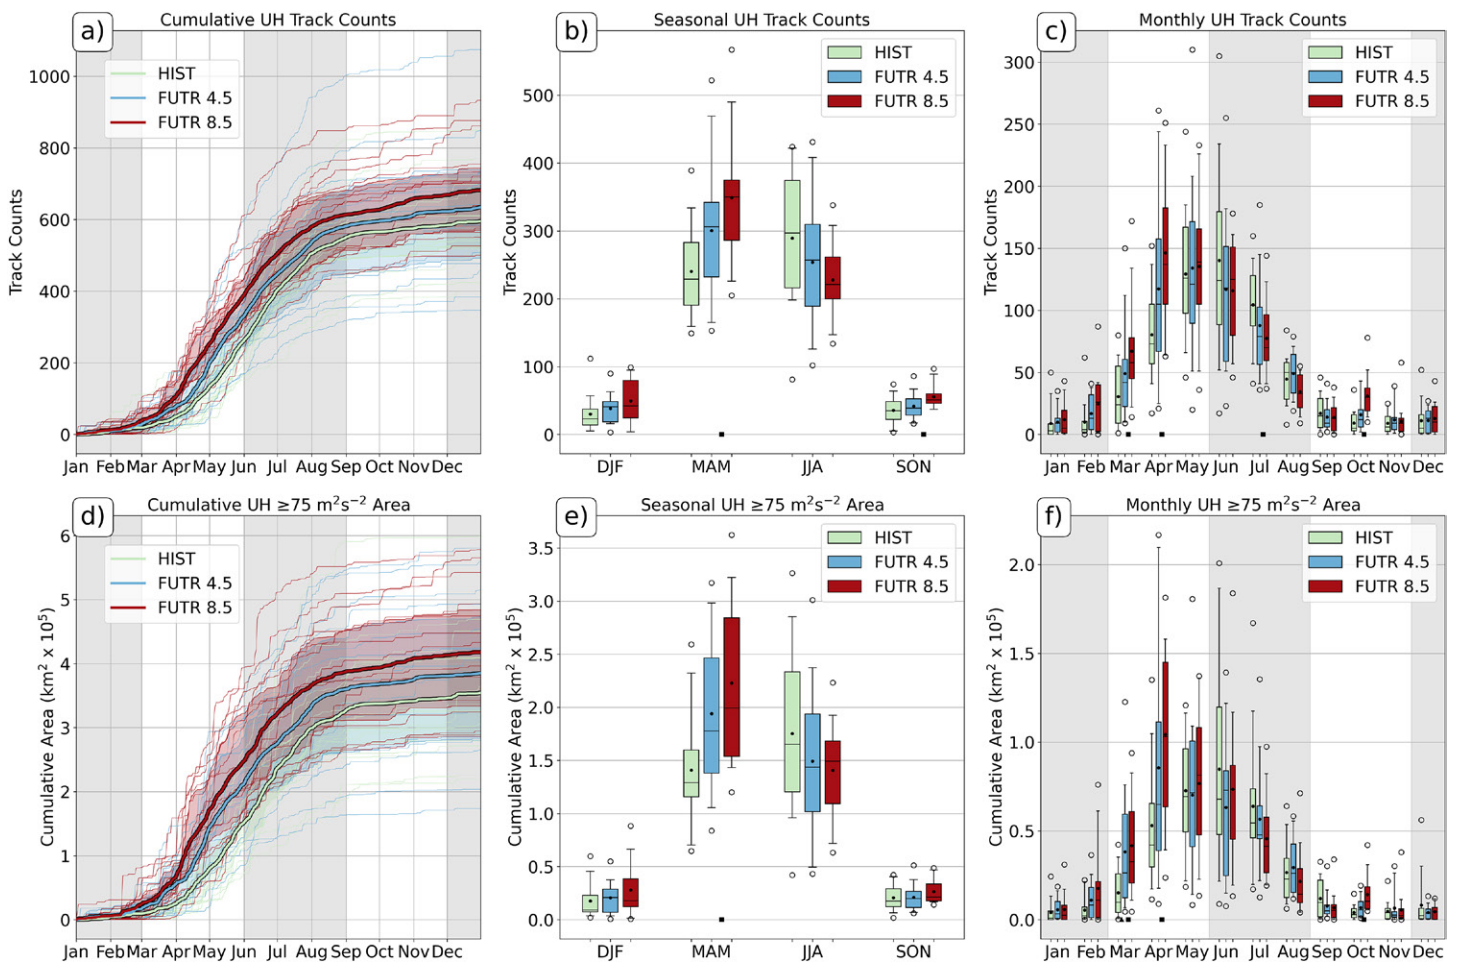 a)
Cumulative UH Track Counts
Track Counts
1000
800
600
400
200
0
HIST
FUTR 4.5
FUTR 8.5
Jan Feb Mar Apr May Jun Jul Aug Sep Oct Nov Dec
b)
Seasonal UH Track Counts
Track Counts
500
400
300
200
100
0
HIST
FUTR 4.5
FUTR 8.5
DJF MAM JJA SON
c)
Monthly UH Track Counts
Track Counts
300
250
200
150
100
50
0
HIST
FUTR 4.5
FUTR 8.5
Jan Feb Mar Apr May Jun Jul Aug Sep Oct Nov Dec
d)
Cumulative UH ≥75 m²s⁻² Area
Cumulative Area (km² x 10⁵)
6
5
4
3
2
1
0
HIST
FUTR 4.5
FUTR 8.5
Jan Feb Mar Apr May Jun Jul Aug Sep Oct Nov Dec
e)
Seasonal UH ≥75 m²s⁻² Area
Cumulative Area (km² x 10⁵)
3.5
3.0
2.5
2.0
1.5
1.0
0.5
0.0
HIST
FUTR 4.5
FUTR 8.5
DJF MAM JJA SON
f)
Monthly UH ≥75 m²s⁻² Area
Cumulative Area (km² x 10⁵)
2.0
1.5
1.0
0.5
0.0
HIST
FUTR 4.5
FUTR 8.5
Jan Feb Mar Apr May Jun Jul Aug Sep Oct Nov Dec